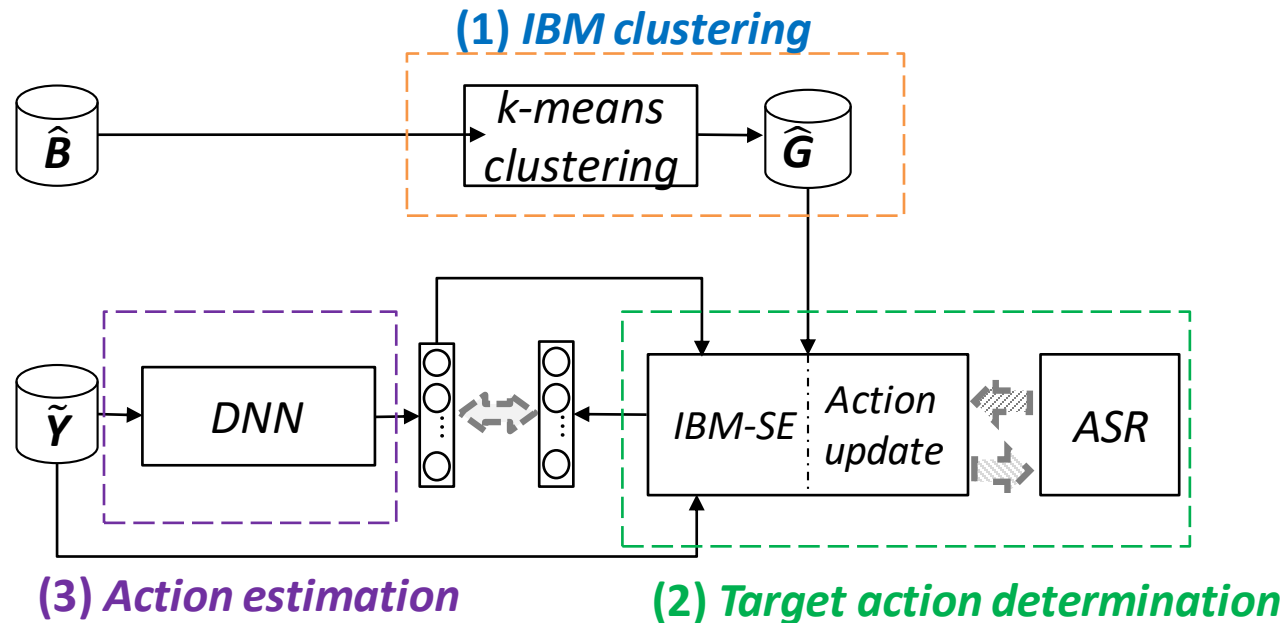 (1) IBM clustering
k-means
clustering
B̂
Ĝ
Ỹ
DNN
IBM-SE
Action
update
ASR
(3) Action estimation
(2) Target action determination